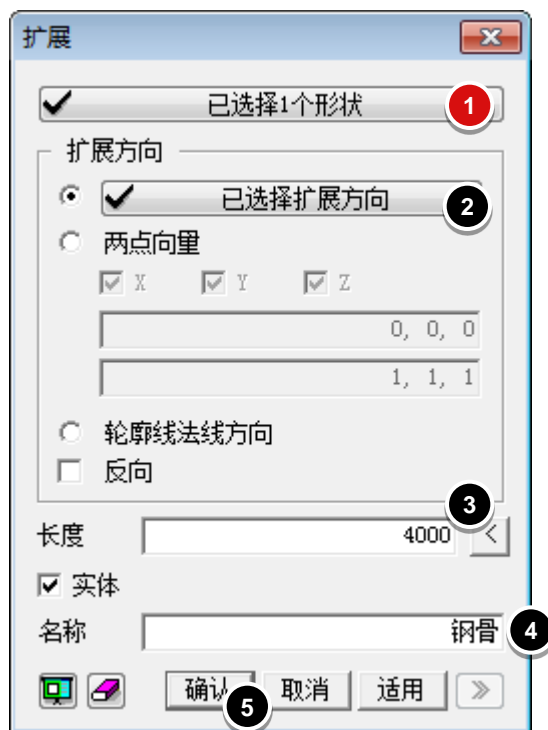 扩展
已选择1个形状 1
扩展方向
已选择扩展方向 2
两点向量
X Y Z
0, 0, 0
1, 1, 1
轮廓线法线方向
反向
3
长度 4000 <
实体
名称 钢骨 4
确认 取消 适用 >>
5